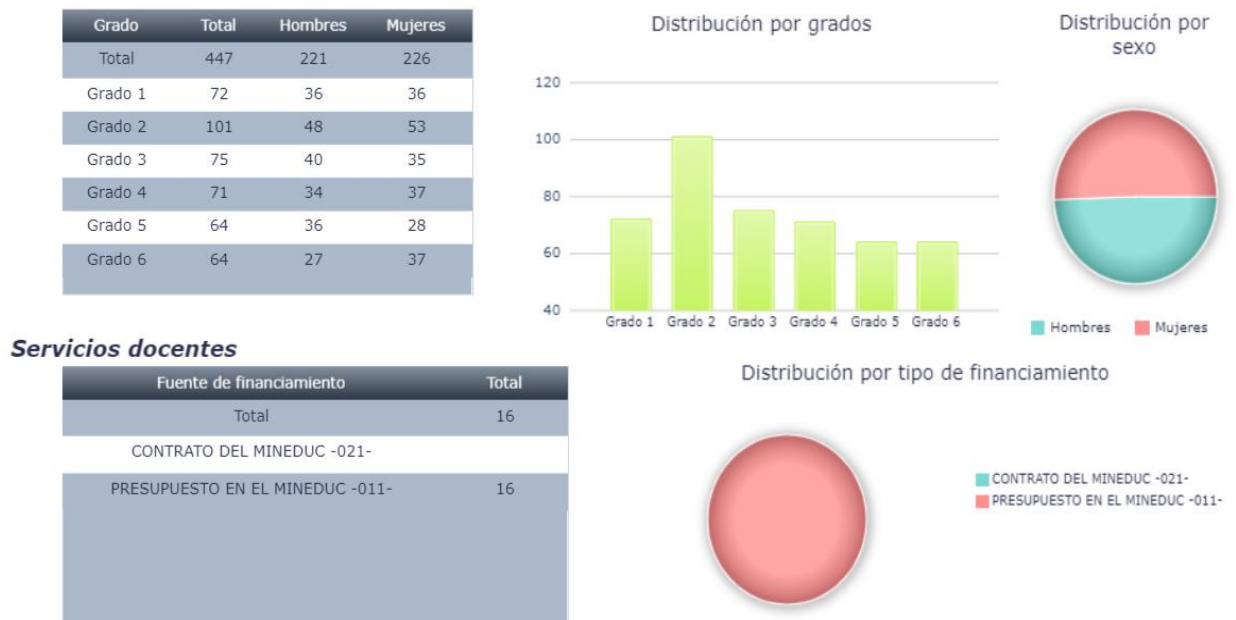 Grado Total Hombres Mujeres
Total 447 221 226
Grado 1 72 36 36
Grado 2 101 48 53
Grado 3 75 40 35
Grado 4 71 34 37
Grado 5 64 36 28
Grado 6 64 27 37
Distribución por grados
120
100
80
60
40
Grado 1 Grado 2 Grado 3 Grado 4 Grado 5 Grado 6
Distribución por
sexo
Hombres Mujeres
Servicios docentes
Fuente de financiamiento Total
Total 16
CONTRATO DEL MINEDUC -021-
PRESUPUESTO EN EL MINEDUC -011- 16
Distribución por tipo de financiamiento
CONTRATO DEL MINEDUC -021-
PRESUPUESTO EN EL MINEDUC -011-